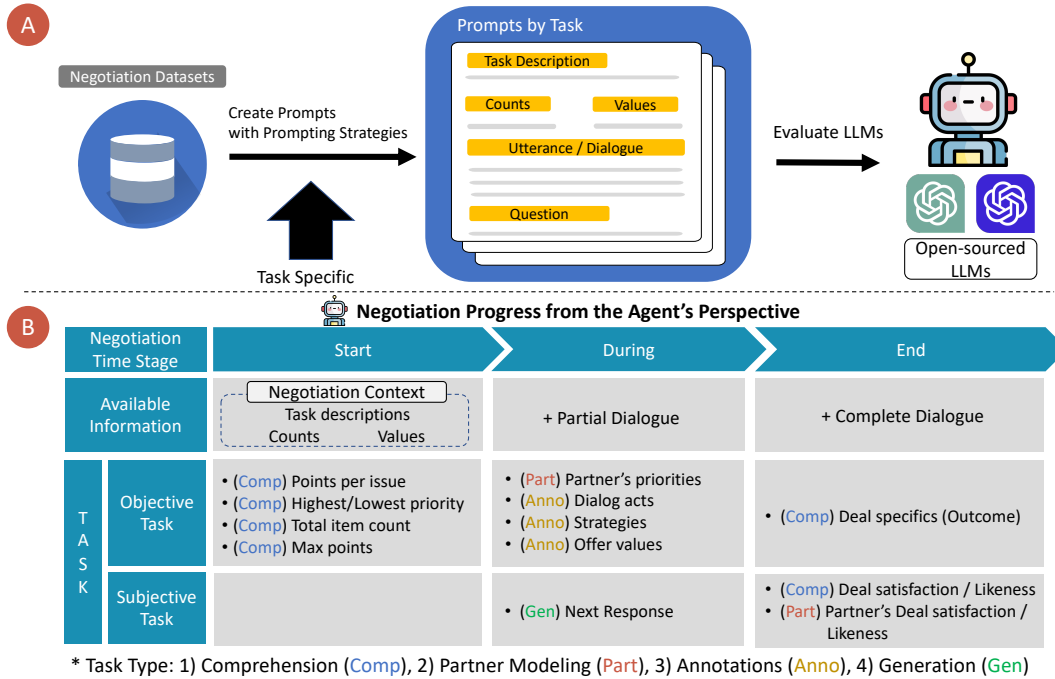 A
Negotiation Datasets
Create Prompts
with Prompting Strategies
Task Specific
Prompts by Task
Task Description
Counts
Values
Utterance / Dialogue
Question
Evaluate LLMs
Open-sourced
LLMs
B
Negotiation Progress from the Agent's Perspective
Negotiation
Time Stage
Start
During
End
Available
Information
Negotiation Context
Task descriptions
Counts Values
+ Partial Dialogue
+ Complete Dialogue
TASK
Objective
Task
• (Comp) Points per issue
• (Comp) Highest/Lowest priority
• (Comp) Total item count
• (Comp) Max points
• (Part) Partner's priorities
• (Anno) Dialog acts
• (Anno) Strategies
• (Anno) Offer values
• (Comp) Deal specifics (Outcome)
Subjective
Task
• (Gen) Next Response
• (Comp) Deal satisfaction / Likeness
• (Part) Partner's Deal satisfaction /
Likeness
* Task Type: 1) Comprehension (Comp), 2) Partner Modeling (Part), 3) Annotations (Anno), 4) Generation (Gen)